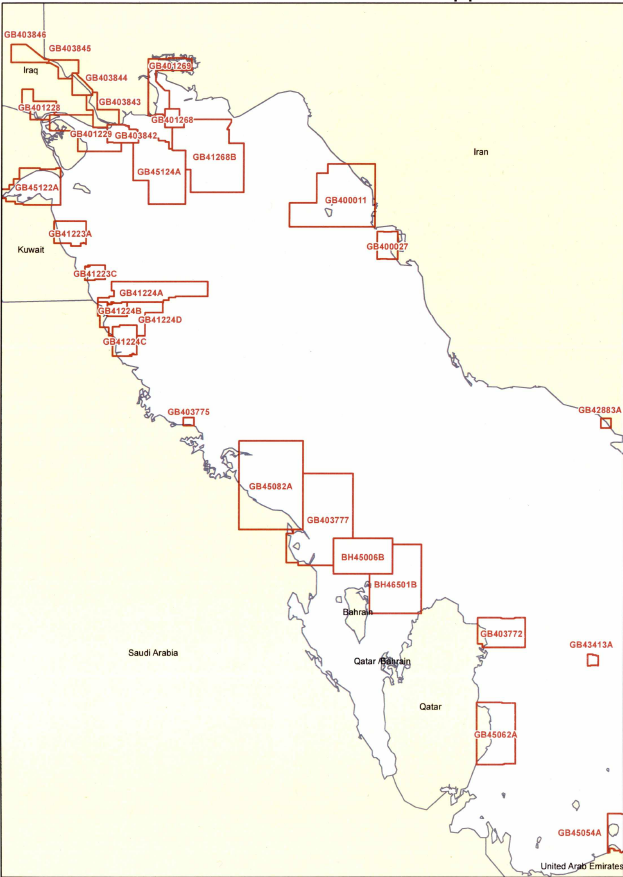 GB403846
GB403845
Iraq
GB401269
GB403844
GB401228
GB403843
GB401268
GB401229
GB403842
Iran
GB41268B
GB45124A
GB45122A
GB400011
GB41223A
Kuwait
GB400027
GB41223C
GB41224A
GB41224B
GB41224D
GB41224C
GB403775
GB42883A
GB45082A
GB403777
BH45006B
BH46501B
Bahrain
GB403772
GB43413A
Saudi Arabia
Qatar /Bahrain
Qatar
GB45062A
GB45054A
United Arab Emirates